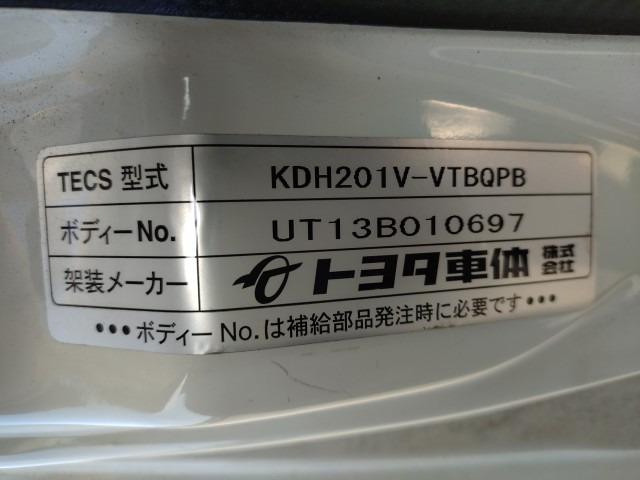 TECS 型式 KDH201V-VTBQPB
ボディーNo. UT13B010697
架装メーカー トヨタ車体 株式会社
•••ボディーNo.は補給部品発注時に必要です•••